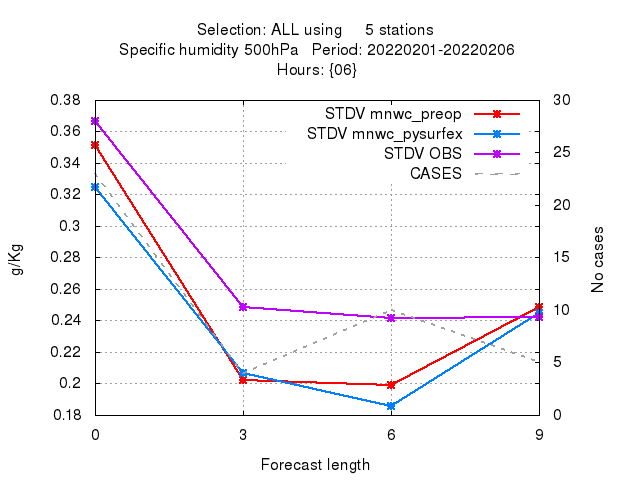 Selection: ALL using     5 stations
Specific humidity 500hPa   Period: 20220201-20220206
Hours: {06}
STDV mnwc_preop
STDV mnwc_pysurfex
STDV OBS
CASES
0.38
0.36
0.34
0.32
0.3
0.28
0.26
0.24
0.22
0.2
0.18
g/Kg
30
25
20
15
10
5
0
No cases
0
3
6
9
Forecast length